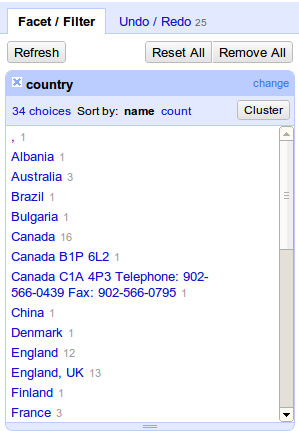 Facet / Filter Undo / Redo 25
Refresh Reset All Remove All
country change
34 choices Sort by: name count Cluster
, 1
Albania 1
Australia 3
Brazil 1
Bulgaria 1
Canada 16
Canada B1P 6L2 1
Canada C1A 4P3 Telephone: 902-
566-0439 Fax: 902-566-0795 1
China 1
Denmark 1
England 12
England, UK 13
Finland 1
France 3